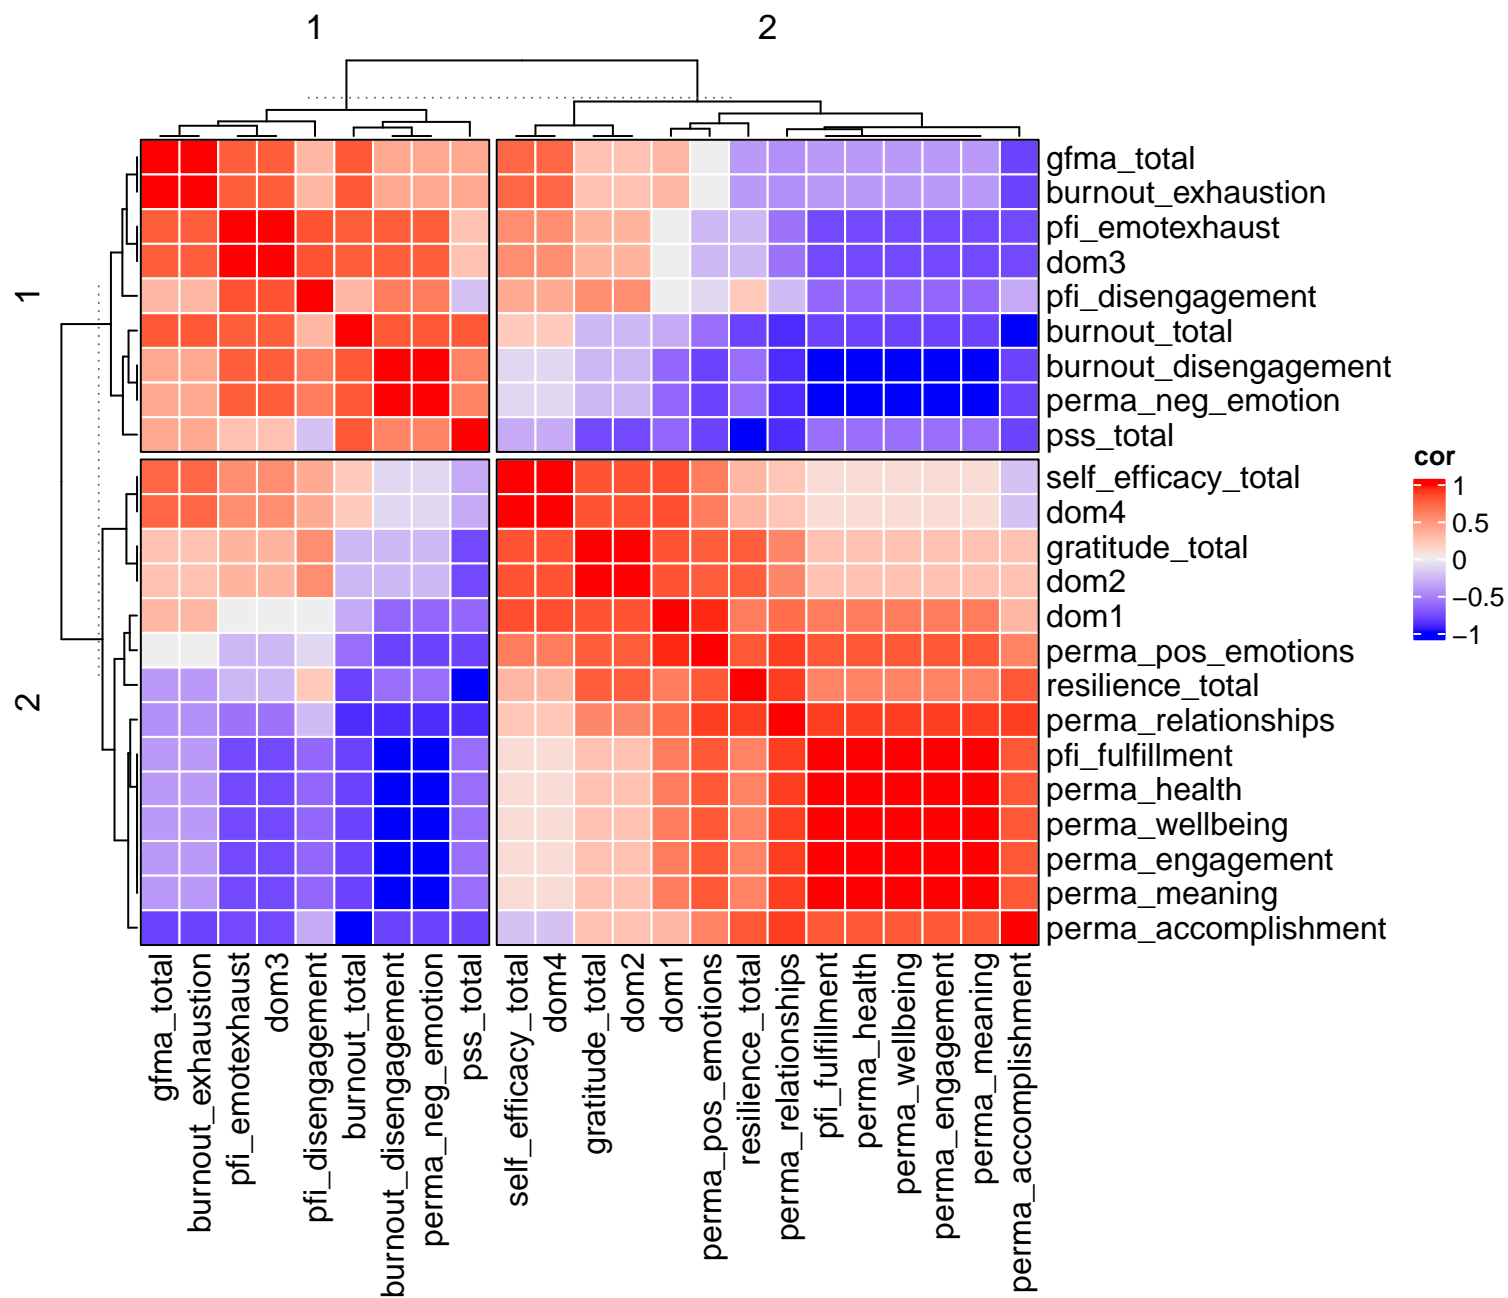 1
2
1
2
gfma_total
burnout_exhaustion
pfi_emotexhaust
dom3
pfi_disengagement
burnout_total
burnout_disengagement
perma_neg_emotion
pss_total
self_efficacy_total
dom4
gratitude_total
dom2
dom1
perma_pos_emotions
resilience_total
perma_relationships
pfi_fulfillment
perma_health
perma_wellbeing
perma_engagement
perma_meaning
perma_accomplishment
cor
1
0.5
0
−0.5
−1
gfma_total
burnout_exhaustion
pfi_emotexhaust
dom3
pfi_disengagement
burnout_total
burnout_disengagement
perma_neg_emotion
pss_total
self_efficacy_total
dom4
gratitude_total
dom2
dom1
perma_pos_emotions
resilience_total
perma_relationships
pfi_fulfillment
perma_health
perma_wellbeing
perma_engagement
perma_meaning
perma_accomplishment